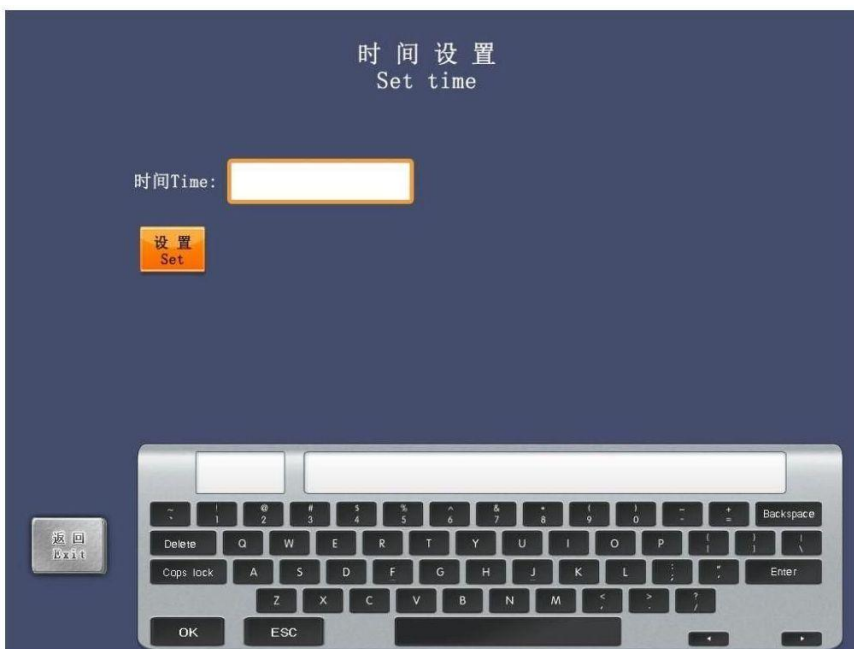 时 间 设 置
Set time
时间Time:
设 置
Set
返 回
Exit
~ ! @ # $ % ^ & * ( ) - + Backspace
` 1 2 3 4 5 6 7 8 9 0 - =
Delete Q W E R T Y U I O P { } |
[ ] \
Cops lock A S D F G H J K L : " Enter
; '
Z X C V B N M < > ?
, . /
OK ESC